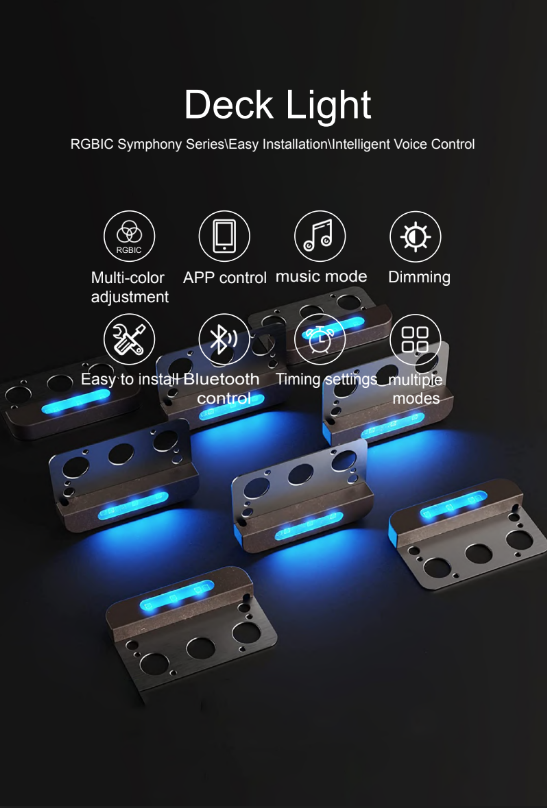 Deck Light
RGBIC Symphony Series\Easy Installation\Intelligent Voice Control
RGBIC
Multi-color
adjustment
APP control
music mode
Dimming
Easy to install
Bluetooth
control
Timing settings
multiple
modes